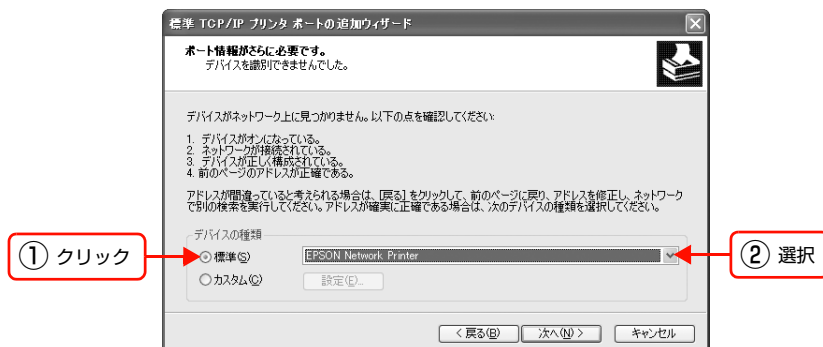 標準 TCP/IP プリンタ ポートの追加ウィザード
ポート情報がさらに必要です。
デバイスを識別できませんでした。
デバイスがネットワーク上に見つかりません。以下の点を確認してください:
1. デバイスがオンになっている。
2. ネットワークが接続されている。
3. デバイスが正しく構成されている。
4. 前のページのアドレスが正確である。
アドレスが間違っていると考えられる場合は、[戻る] をクリックして、前のページに戻り、アドレスを修正し、ネットワーク
で別の検索を実行してください。アドレスが確実に正確である場合は、次のデバイスの種類を選択してください。
デバイスの種類
① クリック
標準(S)
EPSON Network Printer
② 選択
カスタム(C)
設定(E)...
< 戻る(B)
次へ(N) >
キャンセル